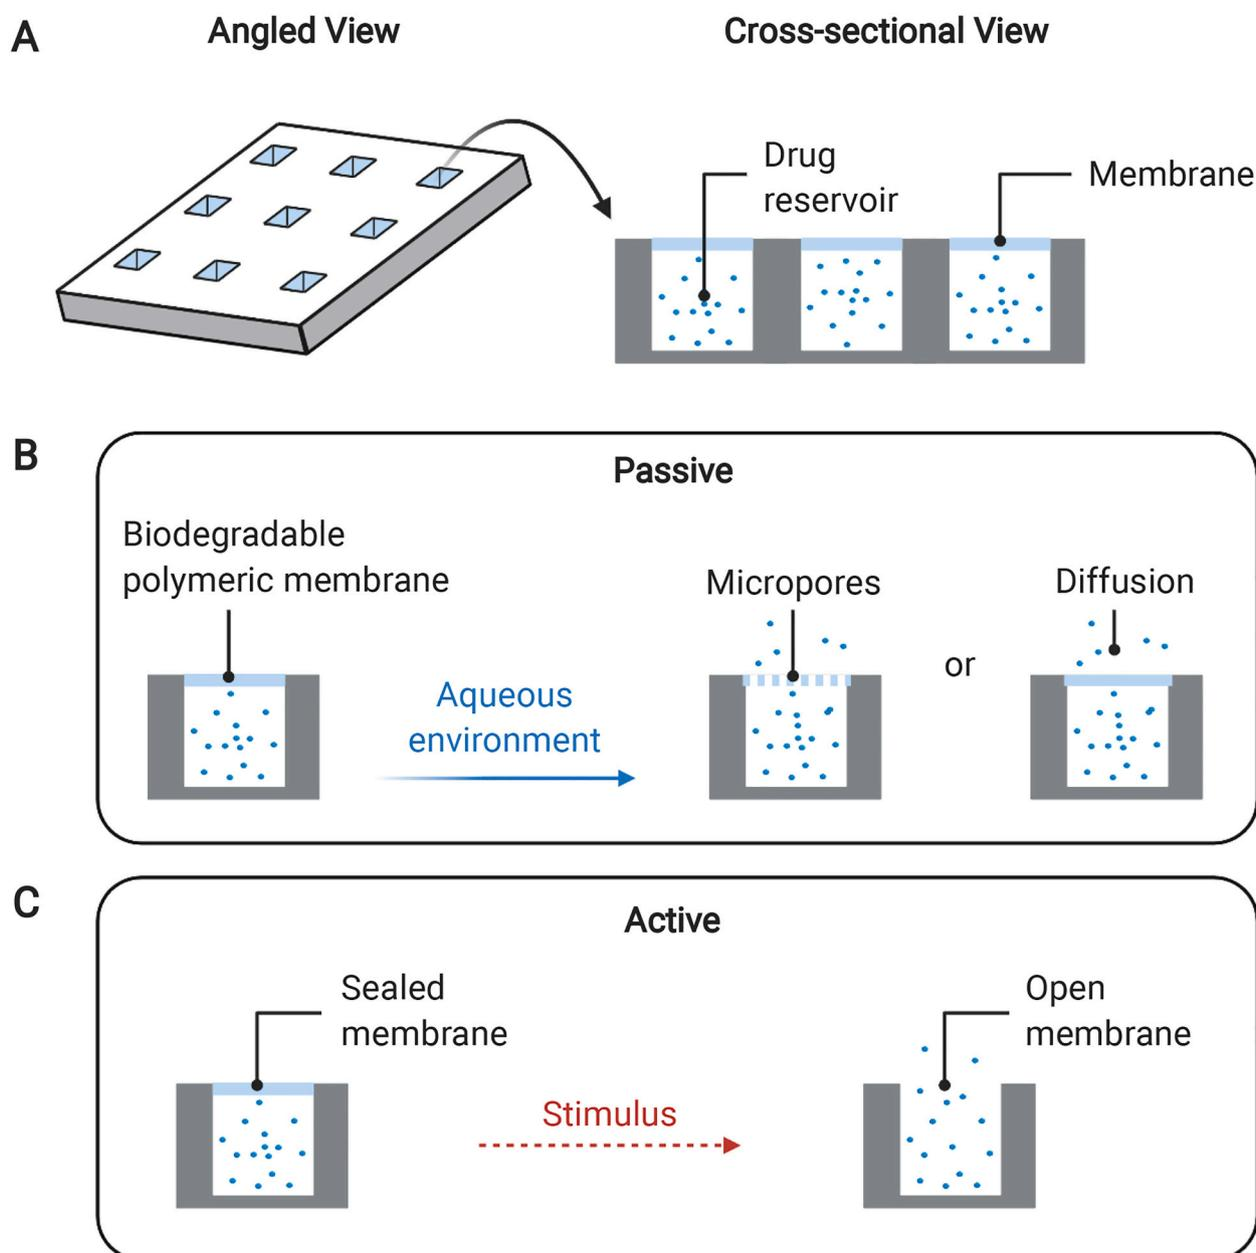 A
Angled View
Cross-sectional View
Drug
reservoir
Membrane
B
Passive
Biodegradable
polymeric membrane
Micropores
Diffusion
or
Aqueous
environment
C
Active
Sealed
membrane
Open
membrane
Stimulus